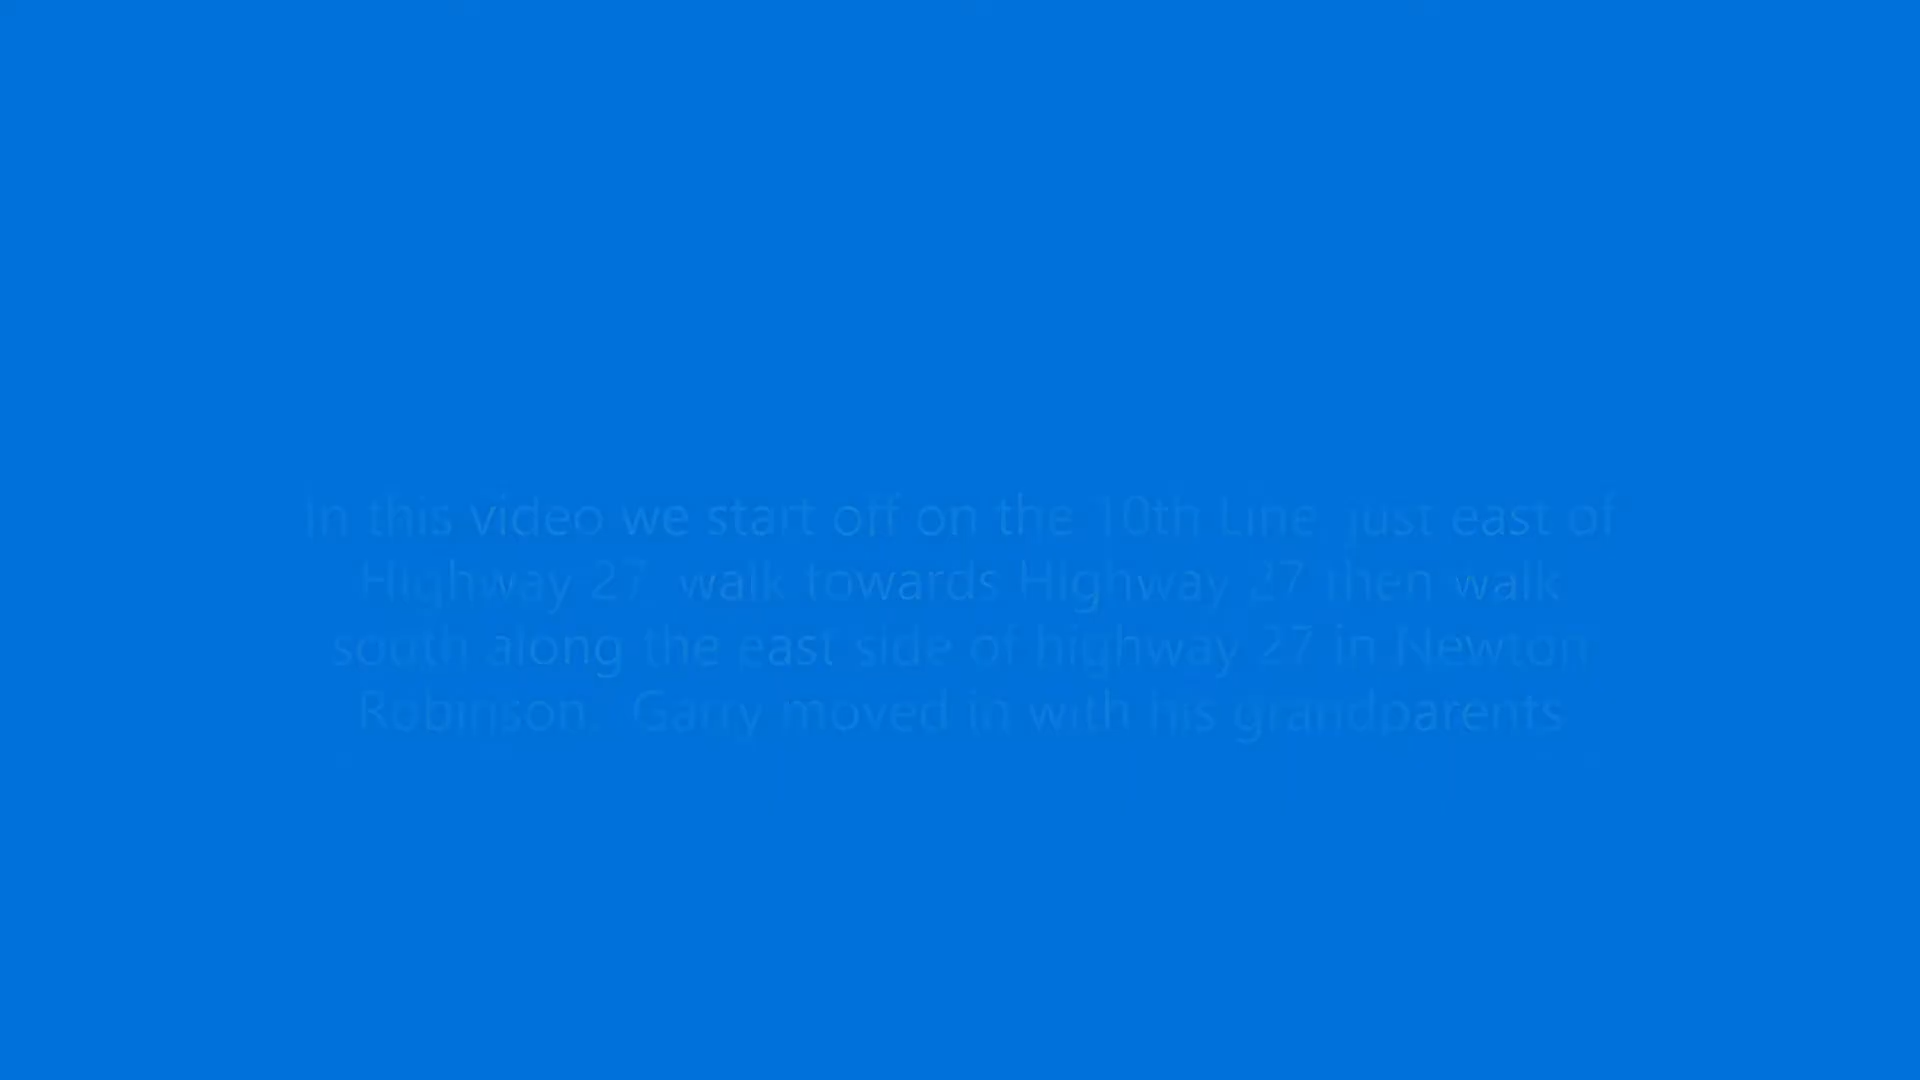 In this video we start off on the 10th Line, just east of
Highway 27, walk towards Highway 27 then walk
south along the east side of highway 27 in Newton
Robinson. Garry moved in with his grandparents